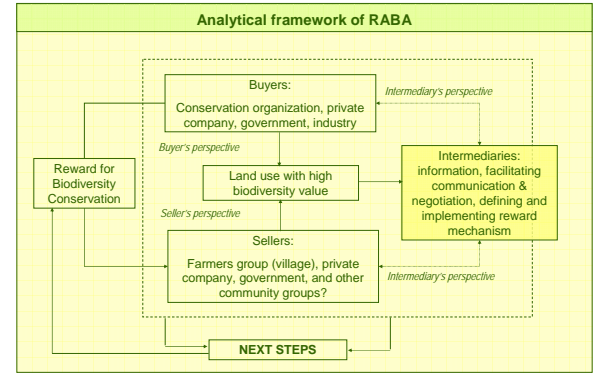 Analytical framework of RABA
Buyers:
Conservation organization, private
company, government, industry
Intermediary's perspective
Buyer's perspective
Reward for
Biodiversity
Conservation
Land use with high
biodiversity value
Intermediaries:
information, facilitating
communication &
negotiation, defining and
implementing reward
mechanism
Seller's perspective
Sellers:
Farmers group (village), private
company, government, and other
community groups?
Intermediary's perspective
NEXT STEPS